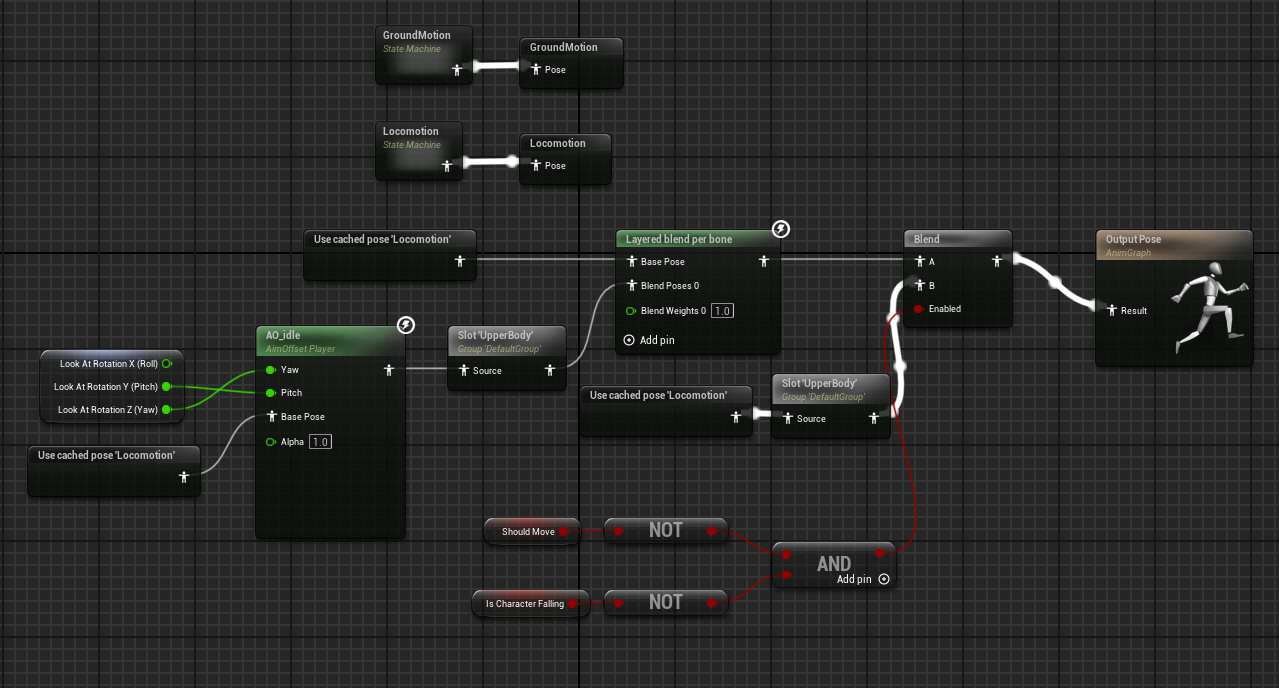 GroundMotion
State Machine
GroundMotion
Pose
Locomotion
State Machine
Locomotion
Pose
Use cached pose 'Locomotion'
Layered blend per bone
Base Pose
Blend Poses 0
Blend Weights 0 1.0
Add pin
Blend
A
B
Enabled
Output Pose
AnimGraph
Result
AO_idle
AimOffset Player
Yaw
Pitch
Base Pose
Alpha 1.0
Slot 'UpperBody'
Group 'DefaultGroup'
Source
Look At Rotation X (Roll)
Look At Rotation Y (Pitch)
Look At Rotation Z (Yaw)
Use cached pose 'Locomotion'
Use cached pose 'Locomotion'
Slot 'UpperBody'
Group 'DefaultGroup'
Source
Should Move
NOT
AND
Add pin
Is Character Falling
NOT